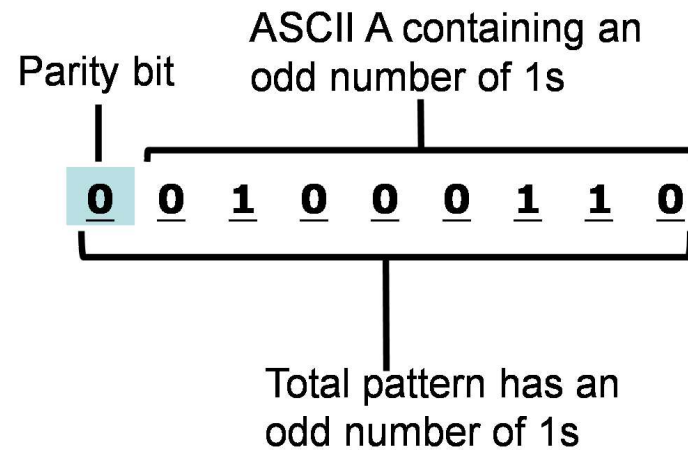 ASCII A containing an
Parity bit
odd number of 1s
0 0 1 0 0 0 1 1 0
Total pattern has an
odd number of 1s